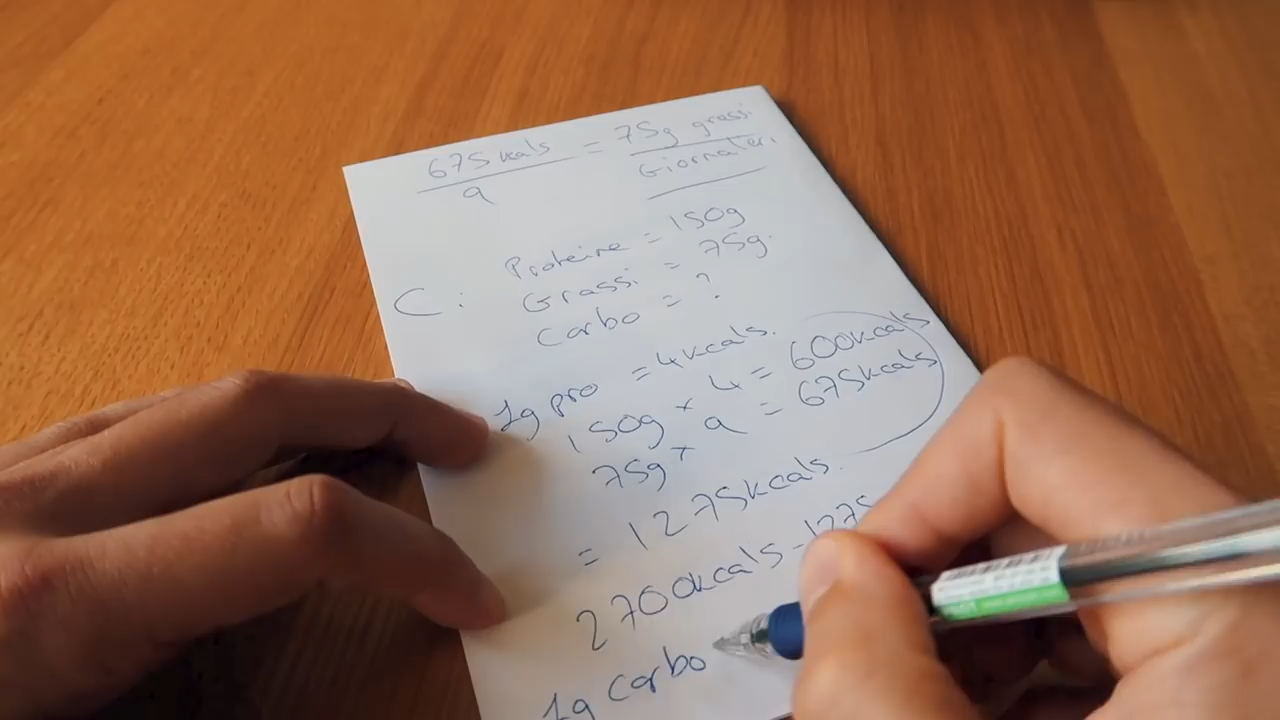 675 kcals = 75g grassi
9 Giornalieri
Proteine = 150g
C: Grassi = 75g.
Carbo = ?
1g pro = 4kcals.
150g x 4 = 600kcals
75g x 9 = 675kcals
= 1275kcals.
2700kcals - 1275
1g carbo